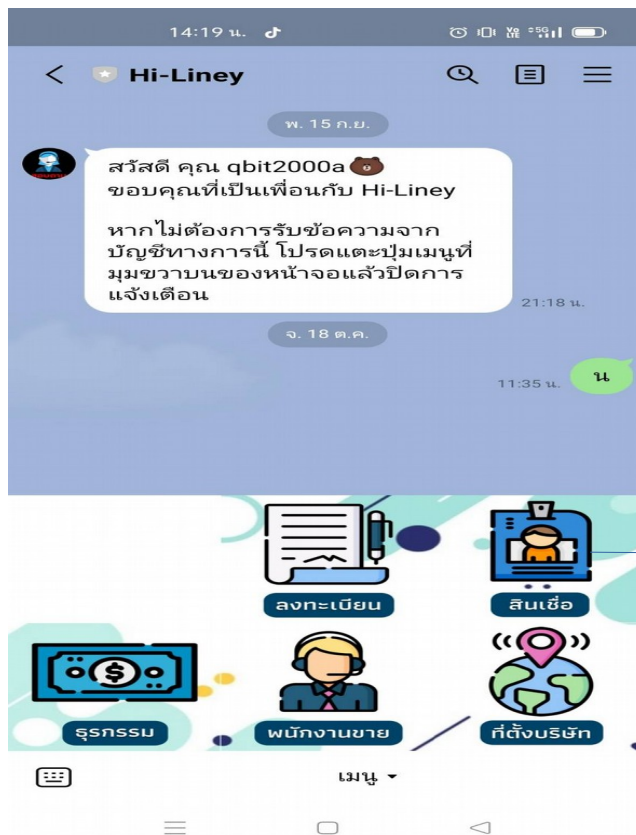 14:19 น.
Hi-Liney
พ. 15 ก.ย.
สวัสดี คุณ qbit2000a
ขอบคุณที่เป็นเพื่อนกับ Hi-Liney
หากไม่ต้องการรับข้อความจาก
บัญชีทางการนี้ โปรดแตะปุ่มเมนูที่
มุมขวาบนของหน้าจอแล้วปิดการ
แจ้งเตือน
21:18 น.
จ. 18 ต.ค.
11:35 น.
น
ลงทะเบียน
สินเชื่อ
ธุรกรรม
พนักงานขาย
ที่ตั้งบริษัท
เมนู